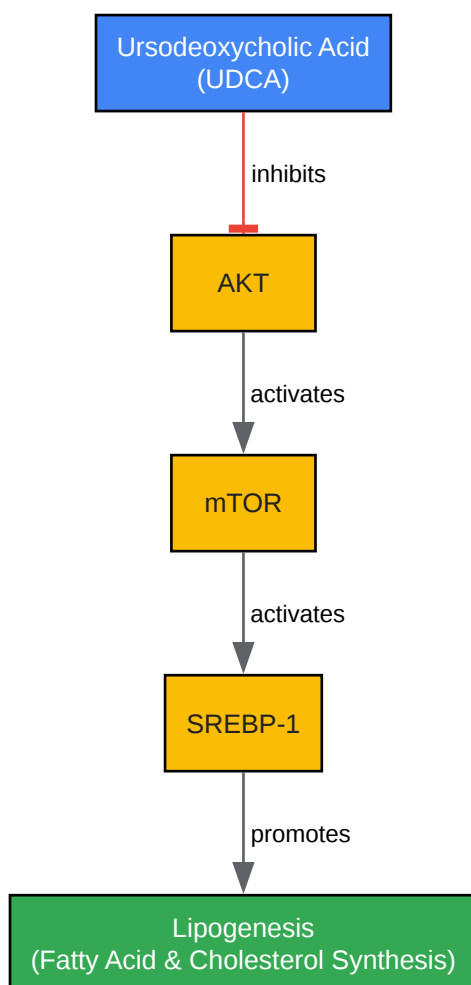 Ursodeoxycholic Acid
(UDCA)
inhibits
AKT
activates
mTOR
activates
SREBP-1
promotes
Lipogenesis
(Fatty Acid & Cholesterol Synthesis)